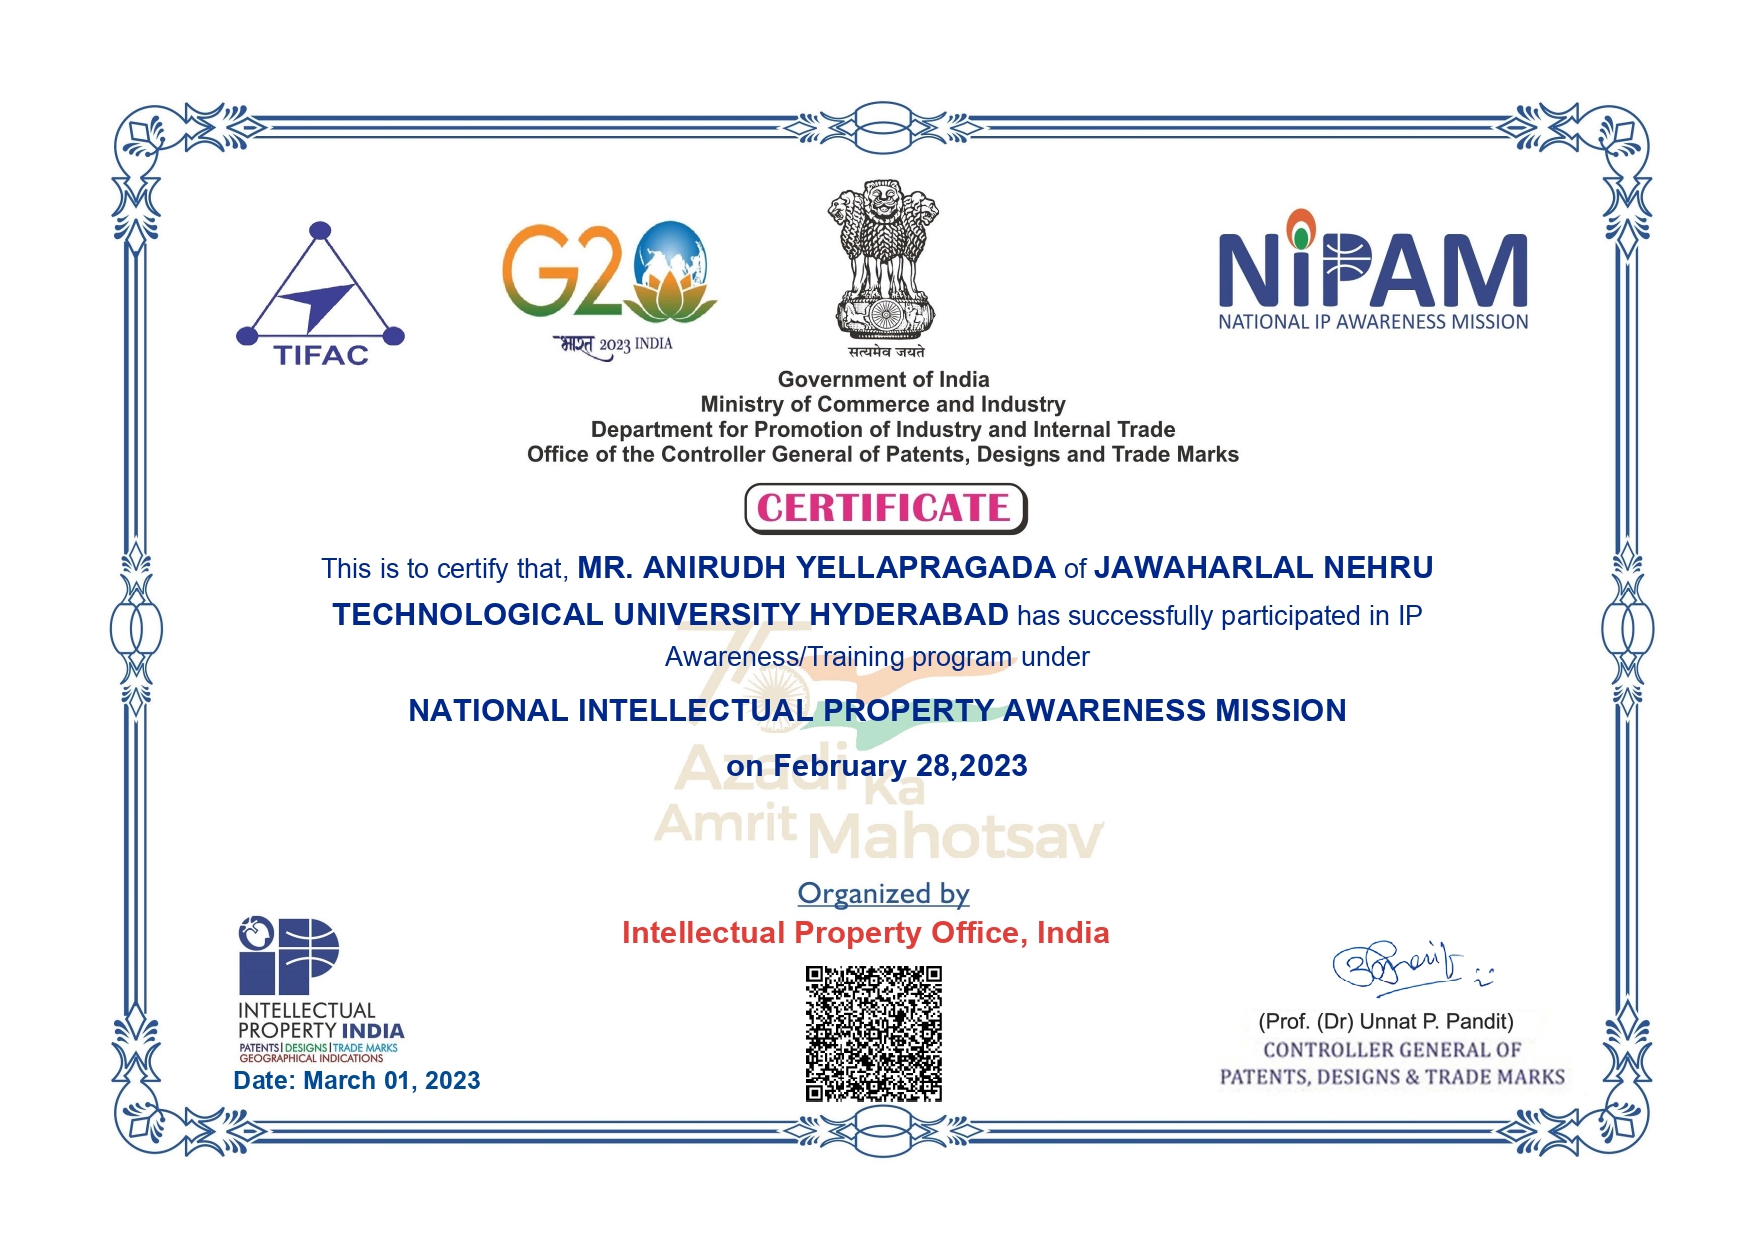 TIFAC
G20
भारत 2023 INDIA
सत्यमेव जयते
NiPAM
NATIONAL IP AWARENESS MISSION
Government of India
Ministry of Commerce and Industry
Department for Promotion of Industry and Internal Trade
Office of the Controller General of Patents, Designs and Trade Marks
CERTIFICATE
This is to certify that, MR. ANIRUDH YELLAPRAGADA of JAWAHARLAL NEHRU
TECHNOLOGICAL UNIVERSITY HYDERABAD has successfully participated in IP
Awareness/Training program under
NATIONAL INTELLECTUAL PROPERTY AWARENESS MISSION
on February 28,2023
75
Azadi Ka
Amrit Mahotsav
Organized by
Intellectual Property Office, India
iP
INTELLECTUAL
PROPERTY INDIA
PATENTS|DESIGNS|TRADE MARKS
GEOGRAPHICAL INDICATIONS
Date: March 01, 2023
(Prof. (Dr) Unnat P. Pandit)
CONTROLLER GENERAL OF
PATENTS, DESIGNS & TRADE MARKS